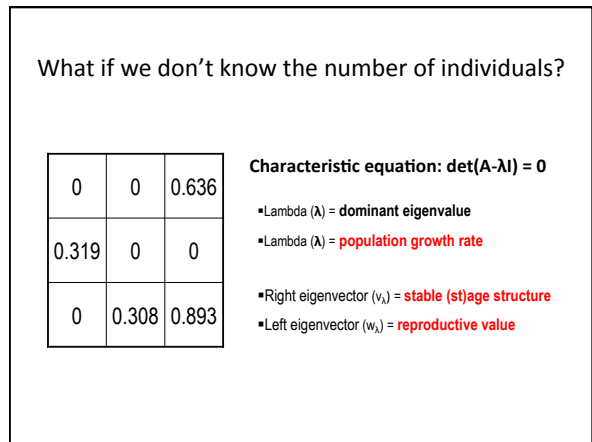 What if we don’t know the number of individuals?
0 0 0.636
0.319 0 0
0 0.308 0.893
Characteristic equation: det(A-λI) = 0
▪Lambda (λ) = dominant eigenvalue
▪Lambda (λ) = population growth rate
▪Right eigenvector (vλ) = stable (st)age structure
▪Left eigenvector (wλ) = reproductive value